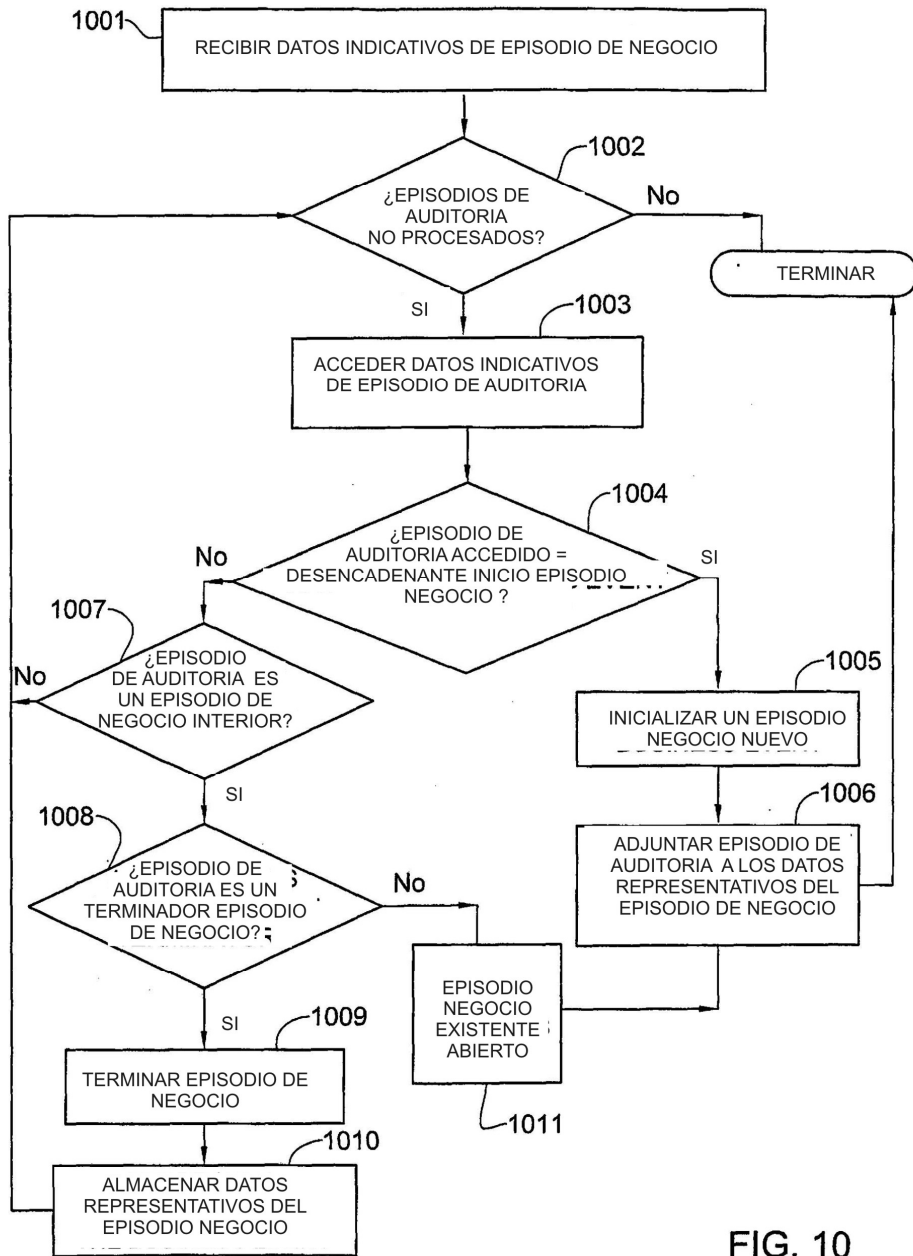 1001
RECIBIR DATOS INDICATIVOS DE EPISODIO DE NEGOCIO
1002
¿EPISODIOS DE
AUDITORIA
NO PROCESADOS?
No
TERMINAR
SI
1003
ACCEDER DATOS INDICATIVOS
DE EPISODIO DE AUDITORIA
1004
¿EPISODIO DE
AUDITORIA ACCEDIDO =
DESENCADENANTE INICIO EPISODIO
NEGOCIO ?
No
SI
1007
¿EPISODIO
DE AUDITORIA ES
UN EPISODIO DE
NEGOCIO INTERIOR?
No
1005
INICIALIZAR UN EPISODIO
NEGOCIO NUEVO
SI
1006
ADJUNTAR EPISODIO DE
AUDITORIA A LOS DATOS
REPRESENTATIVOS DEL
EPISODIO DE NEGOCIO
1008
¿EPISODIO DE
AUDITORIA ES UN
TERMINADOR EPISODIO
DE NEGOCIO?
No
EPISODIO
NEGOCIO
EXISTENTE
ABIERTO
1011
SI
1009
TERMINAR EPISODIO DE
NEGOCIO
1010
ALMACENAR DATOS
REPRESENTATIVOS DEL
EPISODIO NEGOCIO
FIG. 10